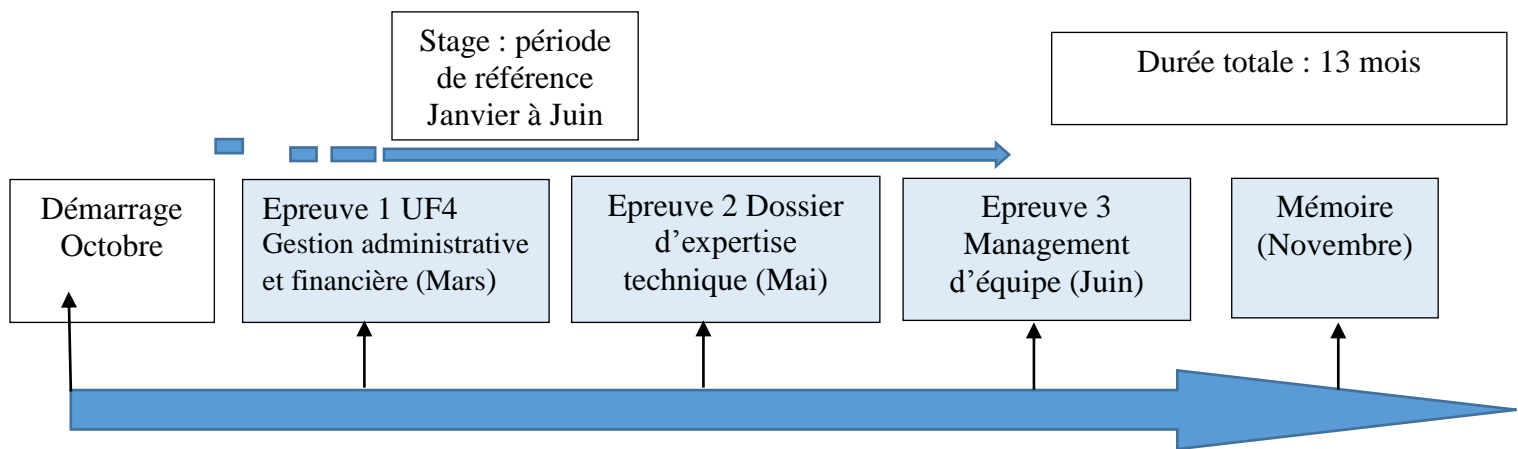 Stage : période
de référence
Janvier à Juin
Durée totale : 13 mois
Démarrage
Octobre
Epreuve 1 UF4
Gestion administrative
et financière (Mars)
Epreuve 2 Dossier
d’expertise
technique (Mai)
Epreuve 3
Management
d’équipe (Juin)
Mémoire
(Novembre)